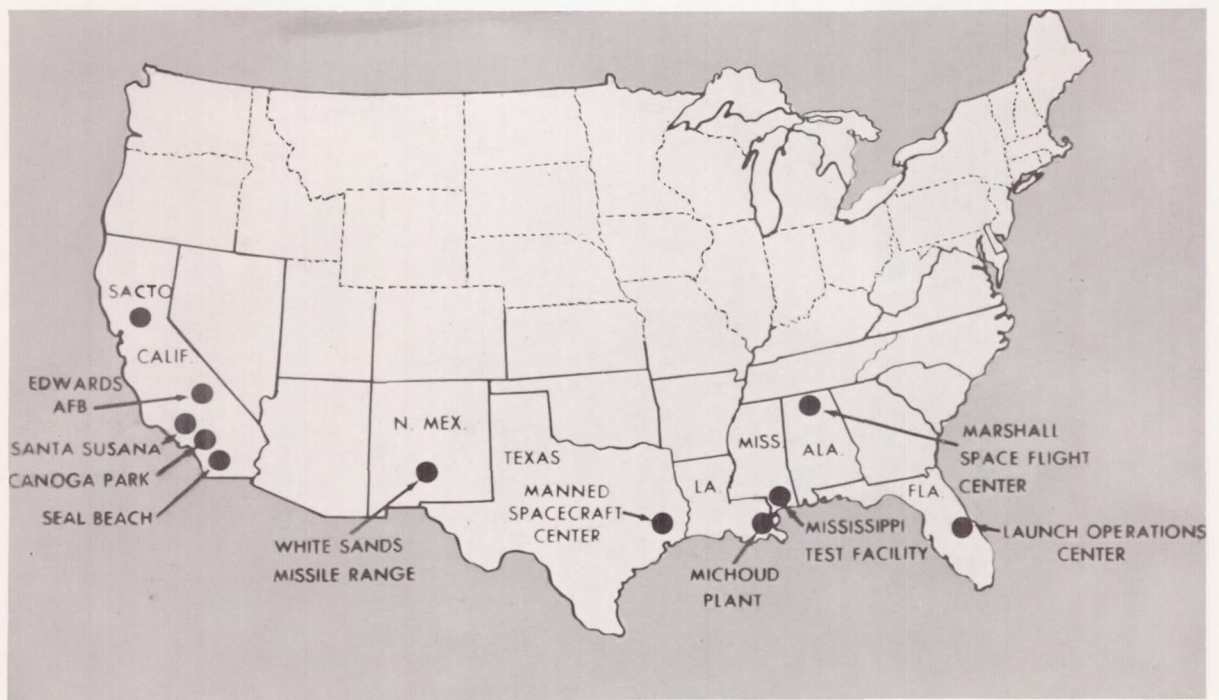 SACTO
CALIF.
EDWARDS
AFB
SANTA SUSANA
CANOGA PARK
SEAL BEACH
N. MEX.
WHITE SANDS
MISSILE RANGE
TEXAS
MANNED
SPACECRAFT
CENTER
LA.
MISS.
ALA.
MICHOUD
PLANT
MISSISSIPPI
TEST FACILITY
MARSHALL
SPACE FLIGHT
CENTER
FLA.
LAUNCH OPERATIONS
CENTER